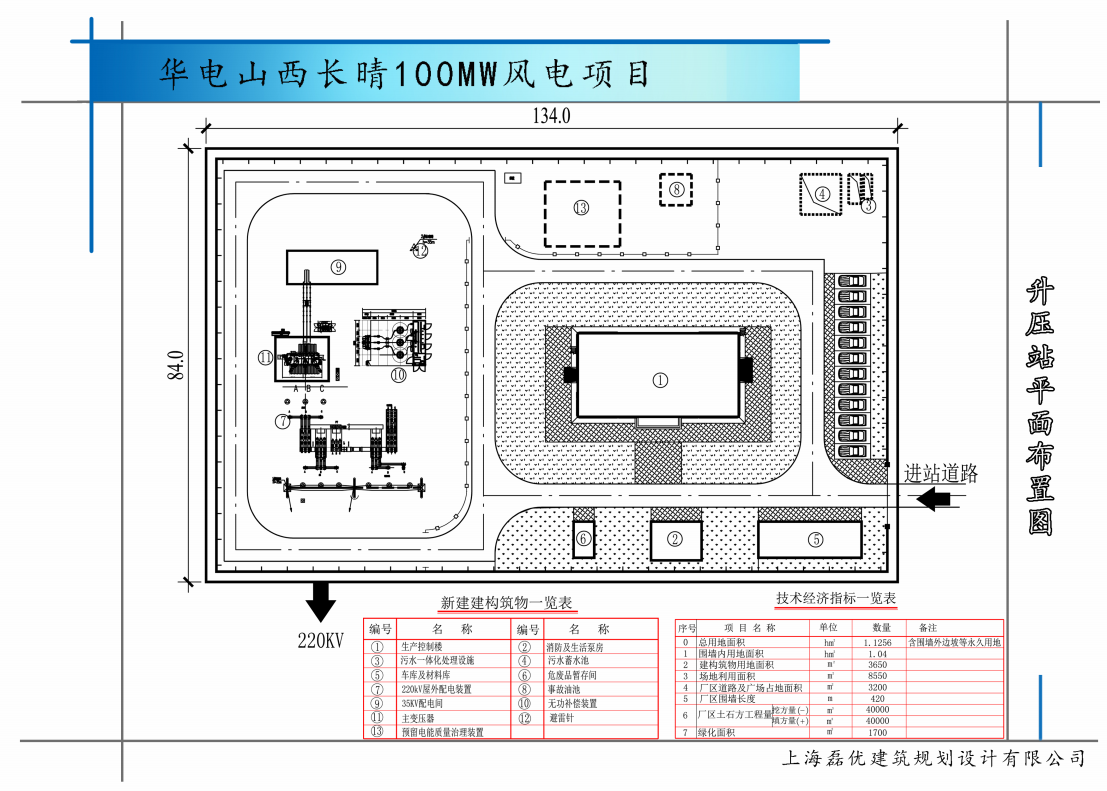 华电山西长晴100MW风电项目
134.0
84.0
⑬
⑧
④
③
⑫
⑨
⑪
⑩
①
A B C
⑦
进站道路
⑥
②
⑤
220KV
升压站平面布置图
新建建构筑物一览表
编号 名 称 编号 名 称
① 生产控制楼 ② 消防及生活泵房
③ 污水一体化处理设施 ④ 污水蓄水池
⑤ 车库及材料库 ⑥ 危废品暂存间
⑦ 220kV屋外配电装置 ⑧ 事故油池
⑨ 35KV配电间 ⑩ 无功补偿装置
⑪ 主变压器 ⑫ 避雷针
⑬ 预留电能质量治理装置
技术经济指标一览表
序号 项 目 名 称 单位 数量 备注
0 总用地面积 h㎡ 1.1256 含围墙外边坡等永久用地
1 围墙内用地面积 h㎡ 1.04
2 建构筑物用地面积 ㎡ 3650
3 场地利用面积 ㎡ 8550
4 厂区道路及广场占地面积 ㎡ 3200
5 厂区围墙长度 m 420
6 厂区土石方工程量 挖方量(-) 40000
填方量(+) 40000
7 绿化面积 ㎡ 1700
上海磊优建筑规划设计有限公司